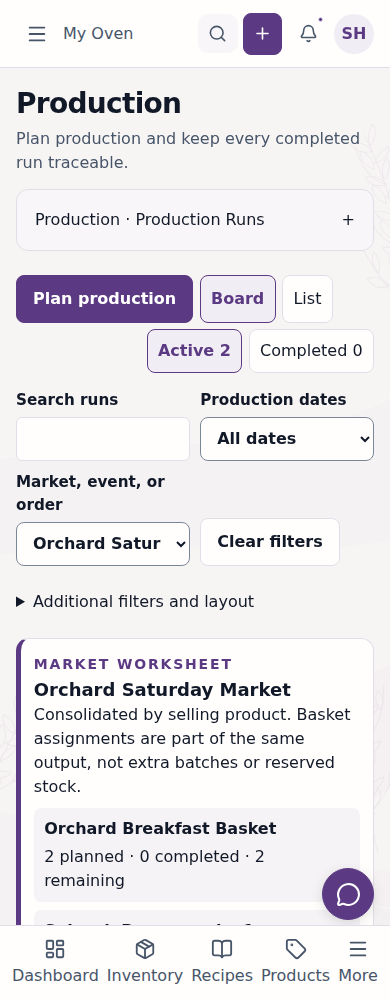 My Oven
SH
Production
Plan production and keep every completed
run traceable.
Production · Production Runs +
Plan production Board List
Active 2 Completed 0
Search runs Production dates
All dates
Market, event, or
order
Orchard Satur Clear filters
Additional filters and layout
MARKET WORKSHEET
Orchard Saturday Market
Consolidated by selling product. Basket
assignments are part of the same
output, not extra batches or reserved
stock.
Orchard Breakfast Basket
2 planned · 0 completed · 2
remaining
Dashboard Inventory Recipes Products More